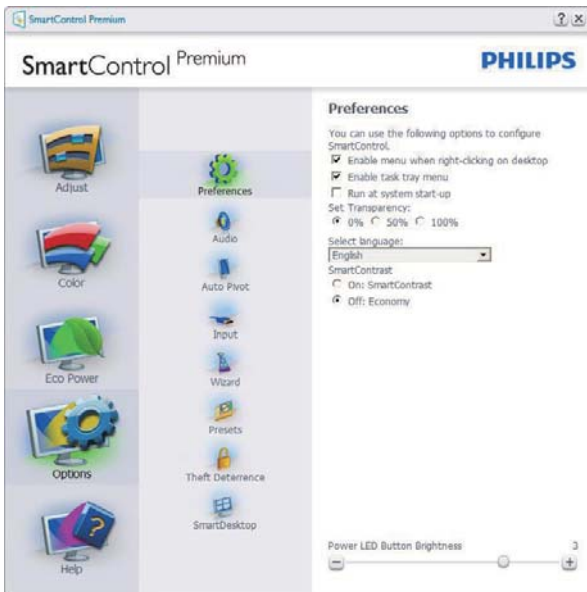 SmartControl Premium
SmartControl Premium
PHILIPS
Adjust
Color
Eco Power
Options
Help
Preferences
Audio
Auto Pivot
Input
Wizard
Presets
Theft Deterrence
SmartDesktop
Preferences
You can use the following options to configure
SmartControl.
Enable menu when right-clicking on desktop
Enable task tray menu
Run at system start-up
Set Transparency:
0% 50% 100%
Select language:
English
SmartContrast
On: SmartContrast
Off: Economy
Power LED Button Brightness 3